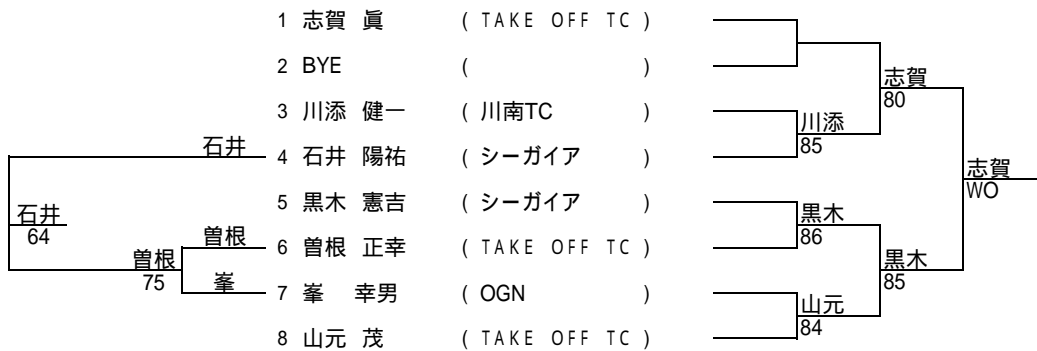 1 志賀 眞 ( TAKE OFF TC )
2 BYE ( )
志賀
80
3 川添 健一 ( 川南TC )
川添
85
石井 4 石井 陽祐 ( シーガイア )
志賀
WO
5 黒木 憲吉 ( シーガイア )
石井
64
黒木
86
曽根 6 曽根 正幸 ( TAKE OFF TC )
曽根
75
黒木
85
峯 7 峯 幸男 ( OGN )
山元
84
8 山元 茂 ( TAKE OFF TC )